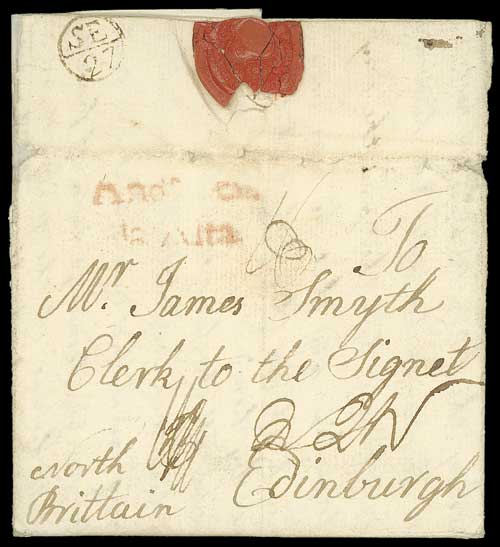 SE
27
To
Mr. James Smyth
Clerk to the Signet
Edinburgh
North
Brittain